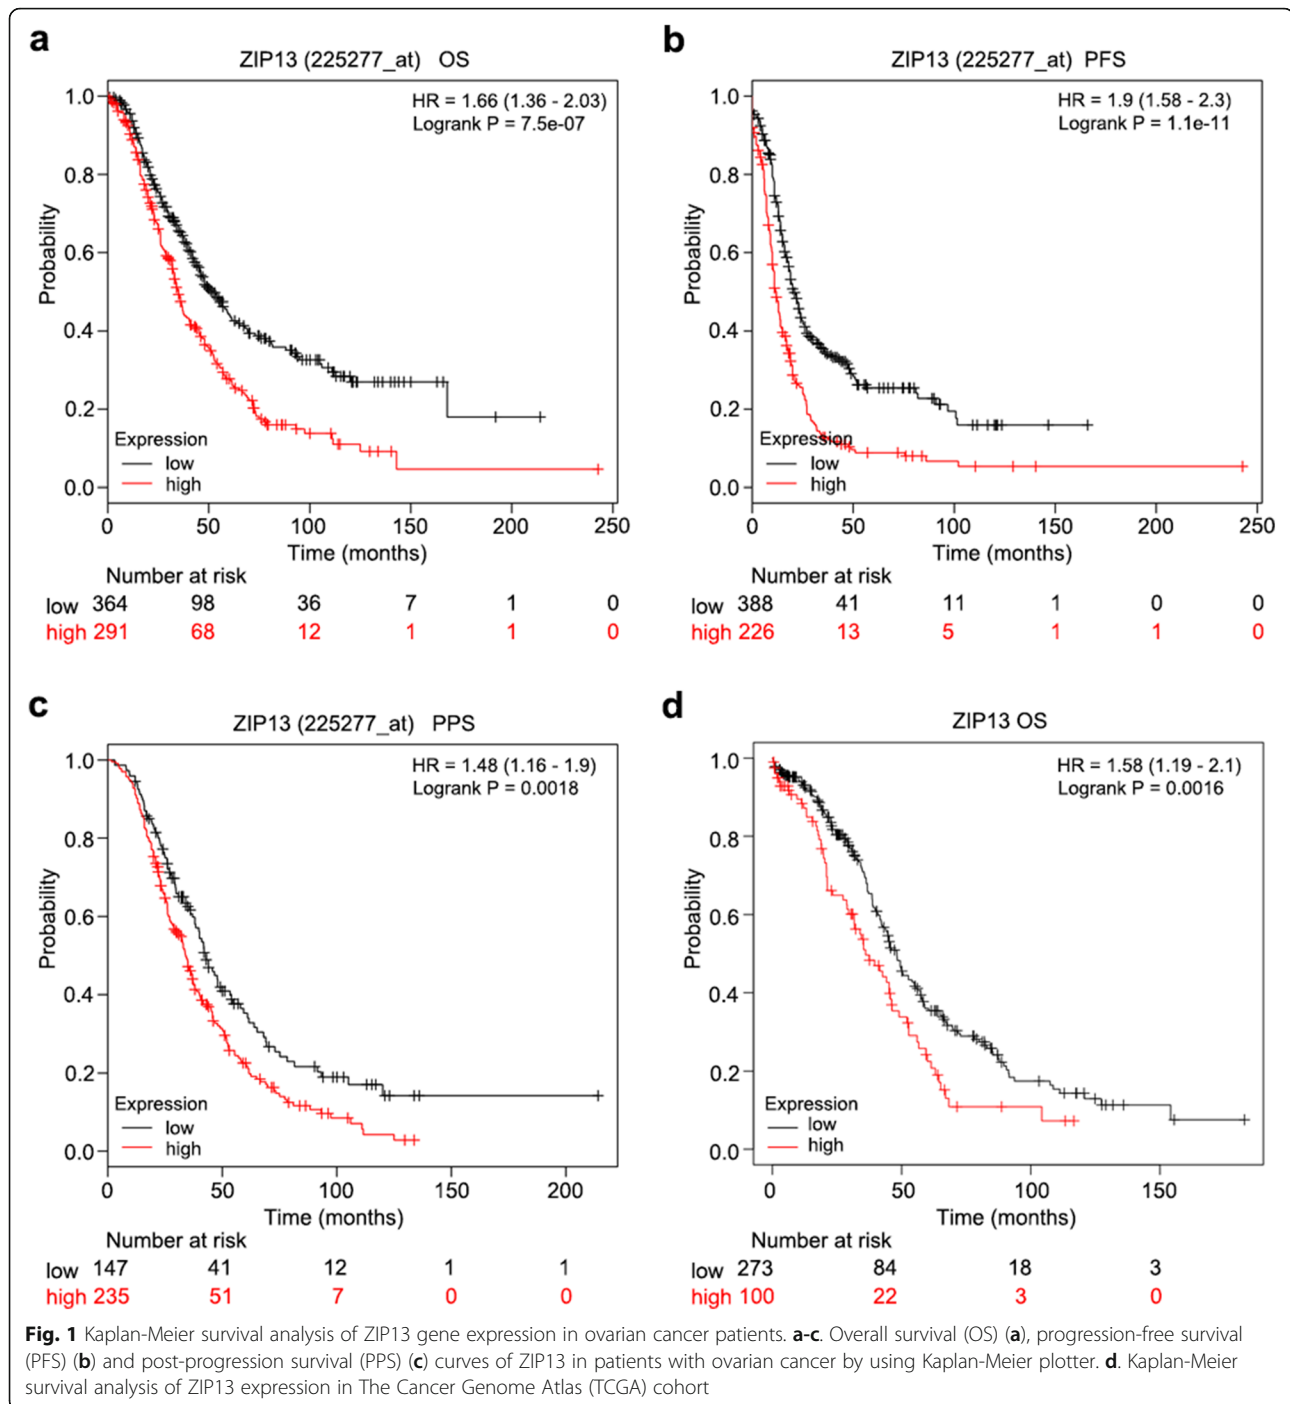 a
ZIP13 (225277_at) OS
HR = 1.66 (1.36 - 2.03)
Logrank P = 7.5e-07
Probability
1.0
0.8
0.6
0.4
0.2
0.0
Expression
low
high
0 50 100 150 200 250
Time (months)
Number at risk
low 364 98 36 7 1 0
high 291 68 12 1 1 0
b
ZIP13 (225277_at) PFS
HR = 1.9 (1.58 - 2.3)
Logrank P = 1.1e-11
Probability
1.0
0.8
0.6
0.4
0.2
0.0
Expression
low
high
0 50 100 150 200 250
Time (months)
Number at risk
low 388 41 11 1 0 0
high 226 13 5 1 1 0
c
ZIP13 (225277_at) PPS
HR = 1.48 (1.16 - 1.9)
Logrank P = 0.0018
Probability
1.0
0.8
0.6
0.4
0.2
0.0
Expression
low
high
0 50 100 150 200
Time (months)
Number at risk
low 147 41 12 1 1
high 235 51 7 0 0
d
ZIP13 OS
HR = 1.58 (1.19 - 2.1)
Logrank P = 0.0016
Probability
1.0
0.8
0.6
0.4
0.2
0.0
Expression
low
high
0 50 100 150
Time (months)
Number at risk
low 273 84 18 3
high 100 22 3 0
Fig. 1 Kaplan-Meier survival analysis of ZIP13 gene expression in ovarian cancer patients. a-c. Overall survival (OS) (a), progression-free survival
(PFS) (b) and post-progression survival (PPS) (c) curves of ZIP13 in patients with ovarian cancer by using Kaplan-Meier plotter. d. Kaplan-Meier
survival analysis of ZIP13 expression in The Cancer Genome Atlas (TCGA) cohort